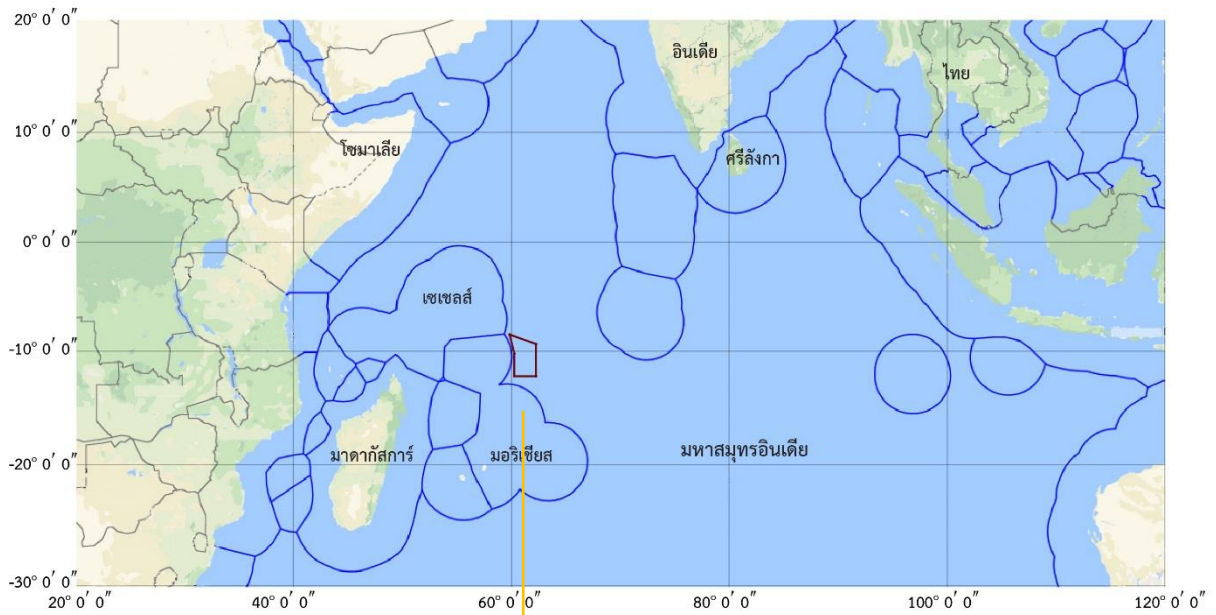 20° 0′ 0″
อินเดีย
ไทย
10° 0′ 0″
โซมาเลีย
ศรีลังกา
0° 0′ 0″
เซเชลส์
-10° 0′ 0″
มาดากัสการ์
มอริเชียส
มหาสมุทรอินเดีย
-20° 0′ 0″
-30° 0′ 0″
20° 0′ 0″ 40° 0′ 0″ 60° 0′ 0″ 80° 0′ 0″ 100° 0′ 0″ 120° 0′ 0″